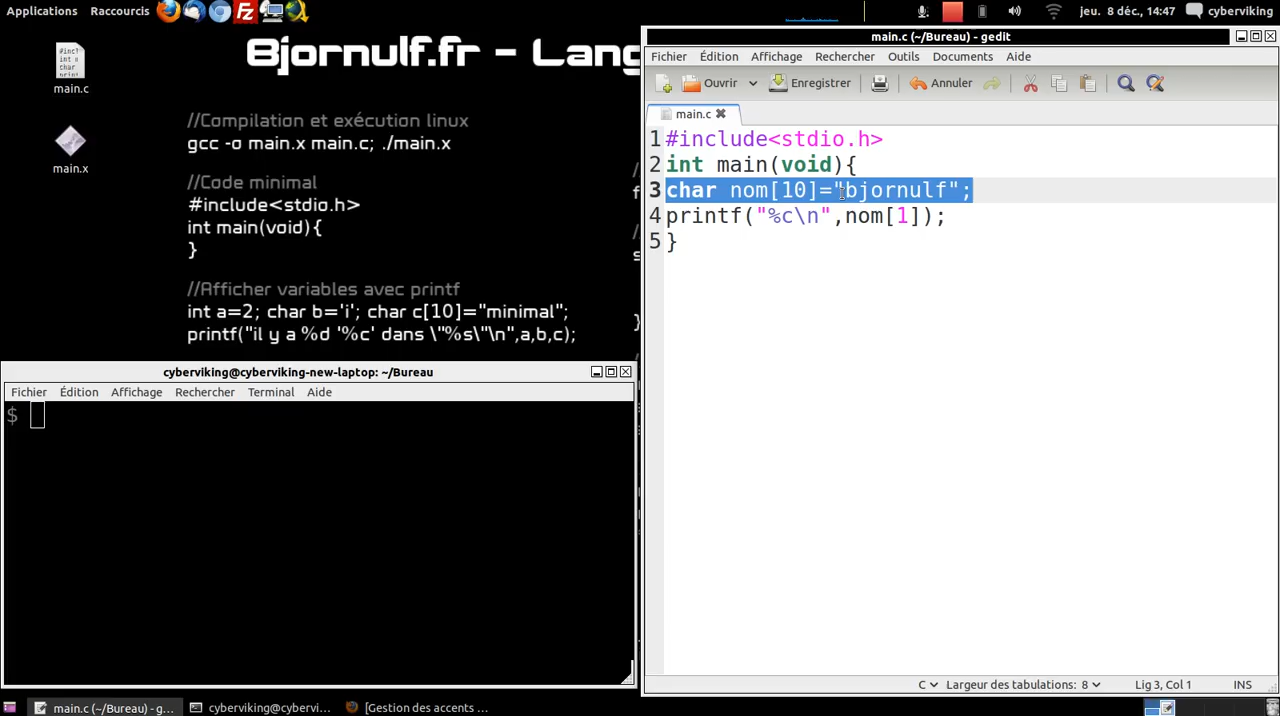 Applications Raccourcis
jeu. 8 déc, 14:47 cyberviking
main.c
main.x
Bjornulf.fr - Lang
//Compilation et exécution linux
gcc -o main.x main.c; ./main.x
//Code minimal
#include<stdio.h>
int main(void){
}
//Afficher variables avec printf
int a=2; char b='i'; char c[10]="minimal";
printf("il y a %d '%c' dans \"%s\"\n",a,b,c);
main.c (~/Bureau) - gedit
Fichier Édition Affichage Rechercher Outils Documents Aide
Ouvrir Enregistrer Annuler
main.c
1 #include<stdio.h>
2 int main(void){
3 char nom[10]="bjornulf";
4 printf("%c\n",nom[1]);
5 }
C Largeur des tabulations: 8 Lig 3, Col 1 INS
cyberviking@cyberviking-new-laptop: ~/Bureau
Fichier Édition Affichage Rechercher Terminal Aide
$
main.c (~/Bureau) - g... cyberviking@cybervi... [Gestion des accents ...